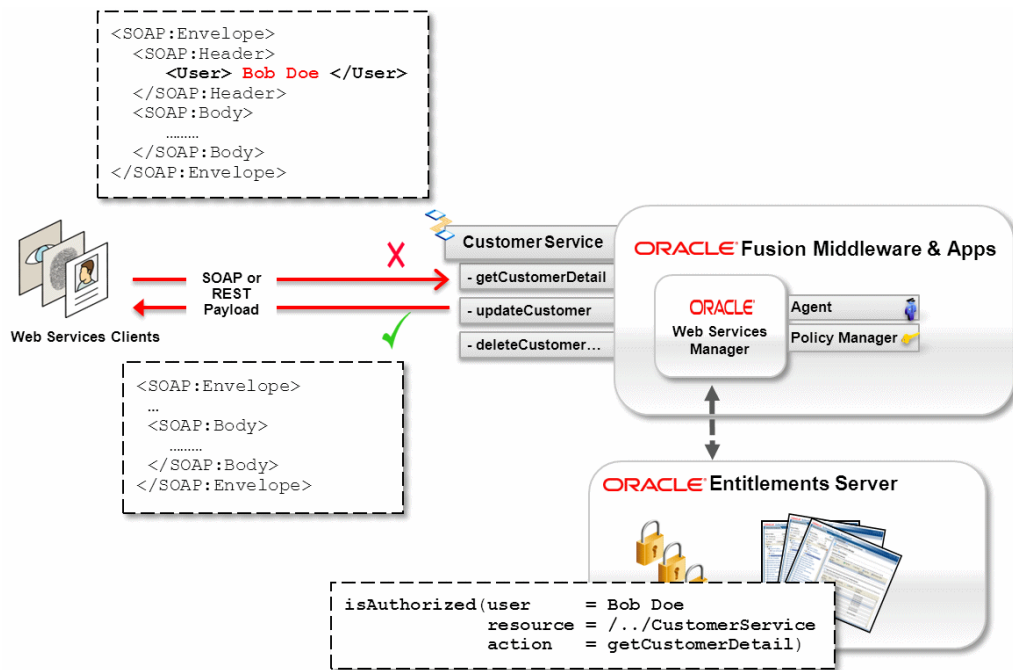 <SOAP:Envelope>
<SOAP:Header>
<User> Bob Doe </User>
</SOAP:Header>
<SOAP:Body>
………
</SOAP:Body>
</SOAP:Envelope>
Web Services Clients
SOAP or
REST
Payload
Customer Service
- getCustomerDetail
- updateCustomer
- deleteCustomer…
ORACLE Fusion Middleware & Apps
ORACLE
Web Services
Manager
Agent
Policy Manager
<SOAP:Envelope>
…
<SOAP:Body>
………
</SOAP:Body>
</SOAP:Envelope>
ORACLE Entitlements Server
isAuthorized(user = Bob Doe
resource = /../CustomerService
action = getCustomerDetail)